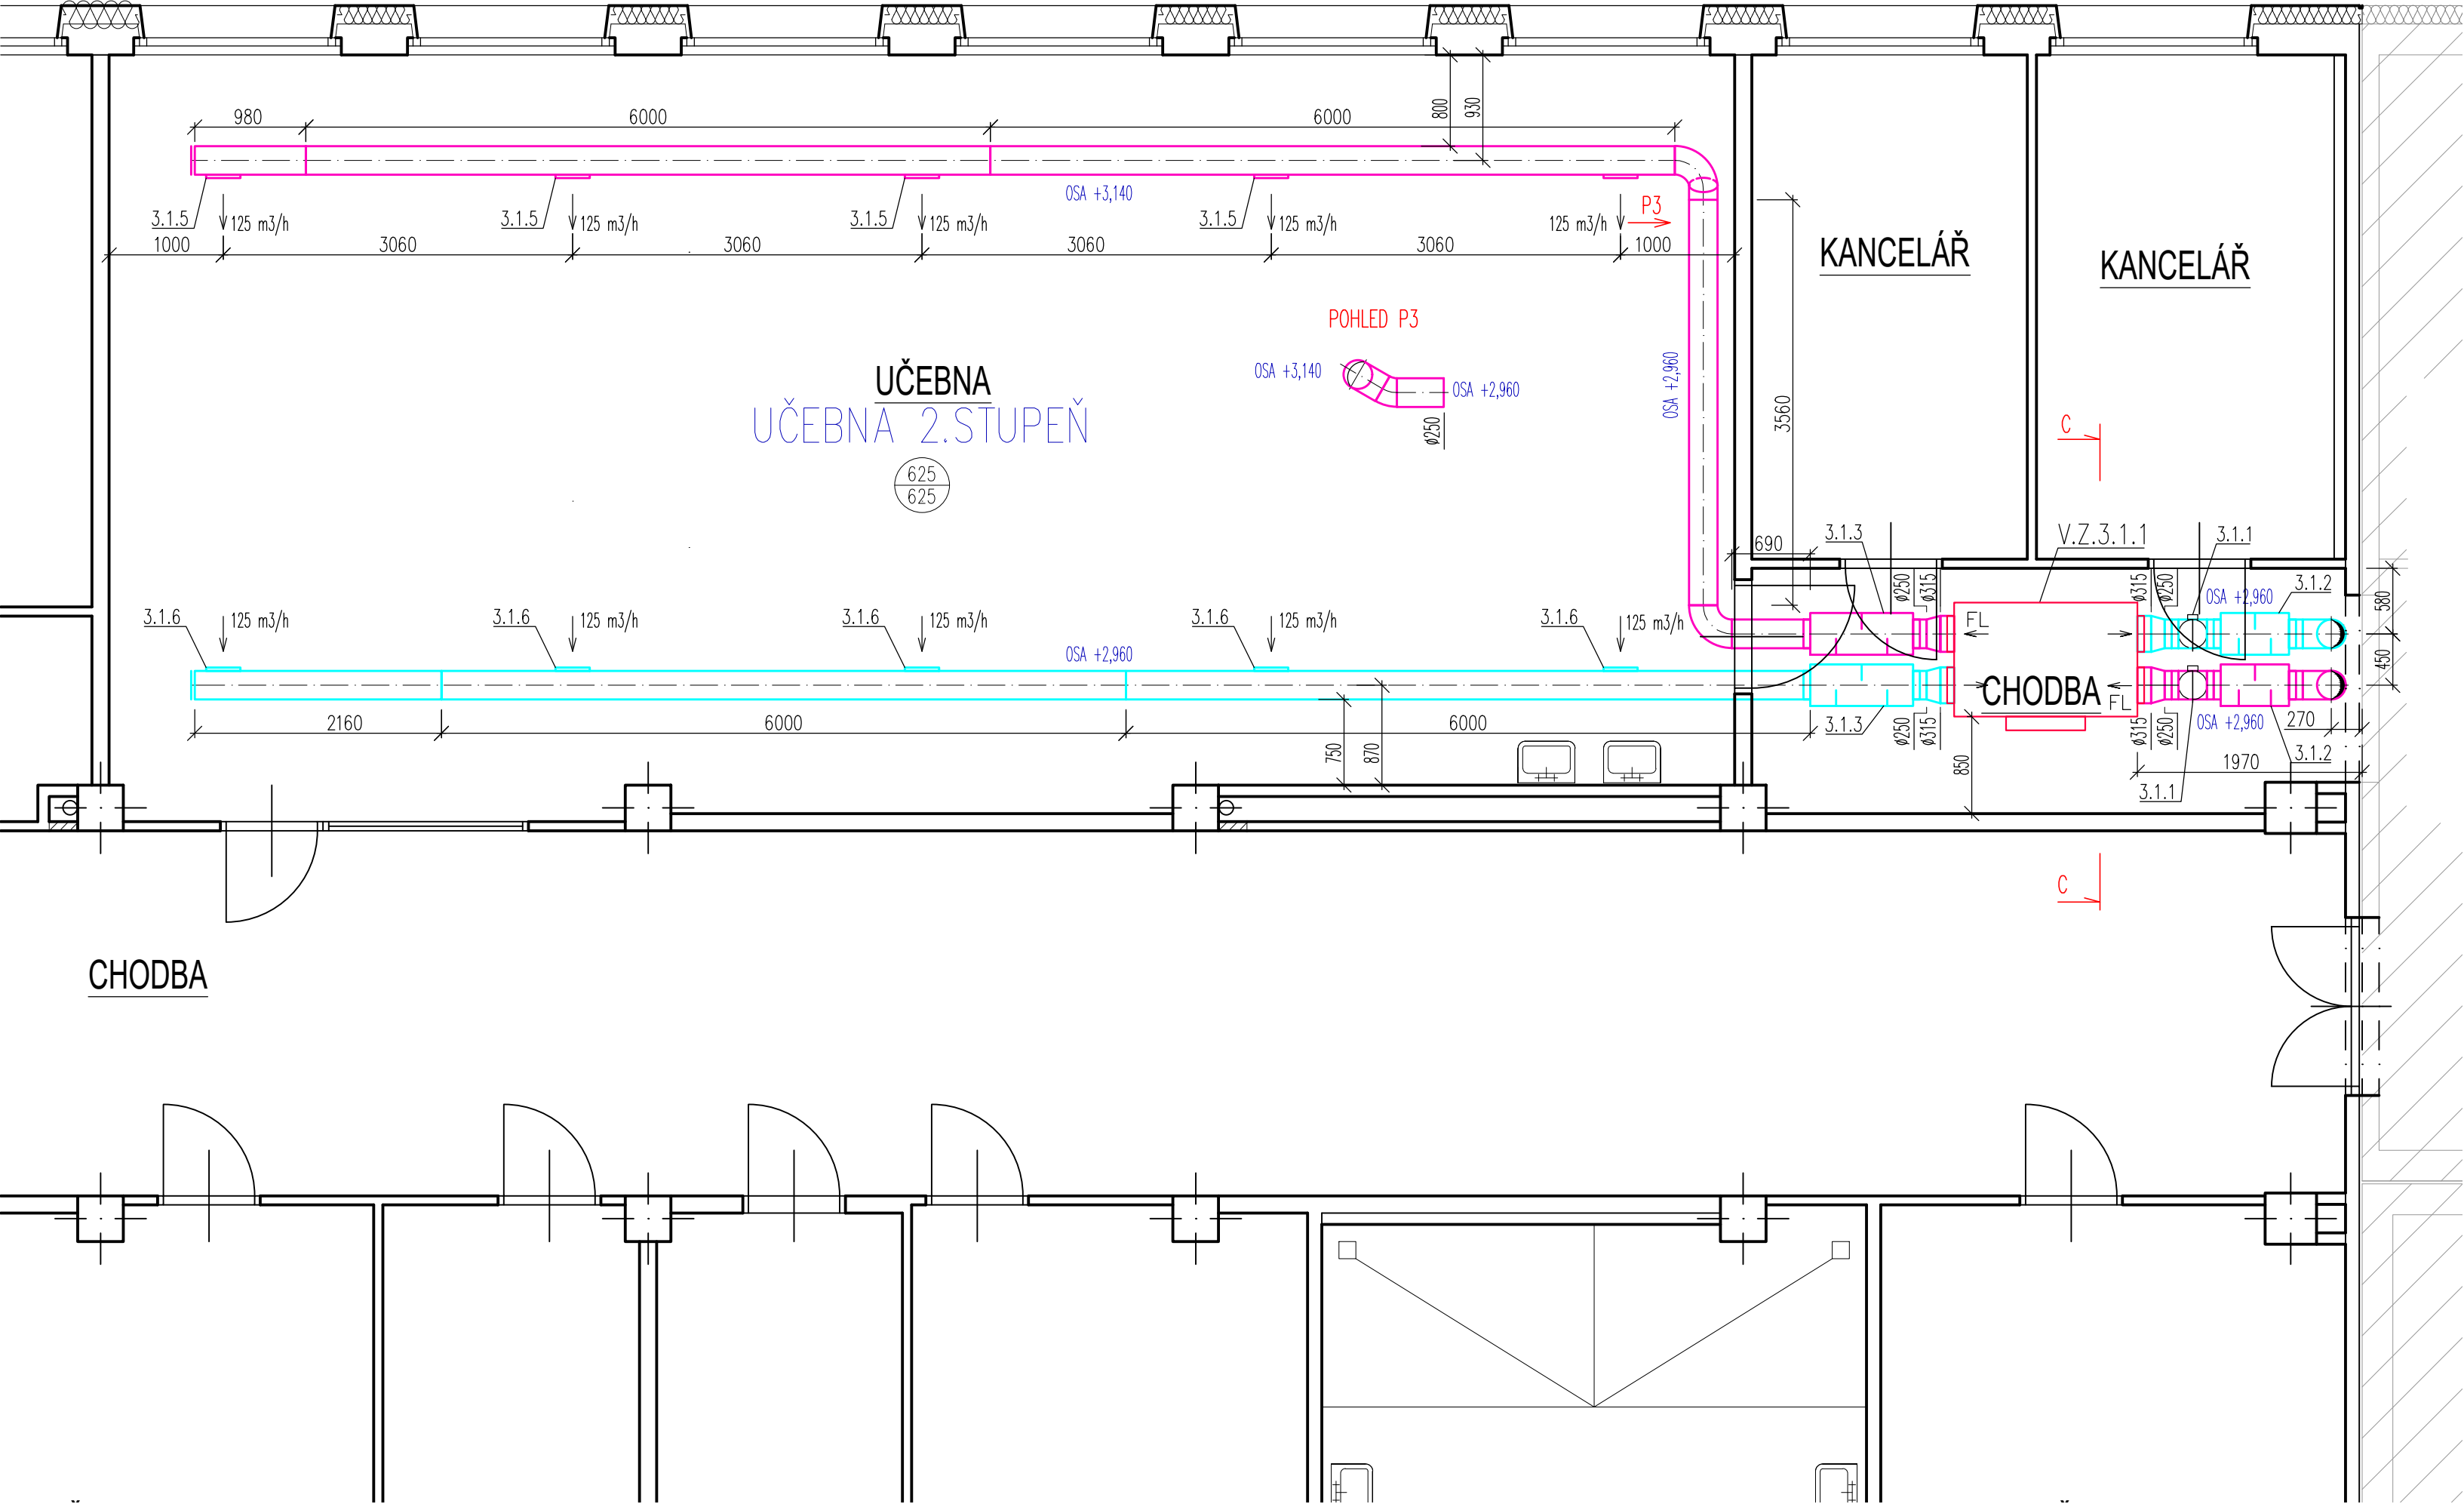 980
6000
6000
800
930
OSA +3,140
3.1.5
125 m3/h
3.1.5
125 m3/h
3.1.5
125 m3/h
3.1.5
125 m3/h
125 m3/h
P3
1000
3060
3060
3060
3060
1000
KANCELÁŘ
KANCELÁŘ
POHLED P3
OSA +3,140
OSA +2,960
ø250
OSA +2,960
3560
UČEBNA
UČEBNA 2.STUPEŇ
625
625
C
690
3.1.3
V.Z.3.1.1
3.1.1
ø250
ø315
ø315
ø250
3.1.2
OSA +2,960
580
3.1.6
125 m3/h
3.1.6
125 m3/h
3.1.6
125 m3/h
3.1.6
125 m3/h
3.1.6
125 m3/h
FL
OSA +2,960
450
CHODBA
FL
2160
6000
6000
750
870
3.1.3
ø250
ø315
850
ø315
ø250
OSA +2,960
270
3.1.2
1970
3.1.1
C
CHODBA